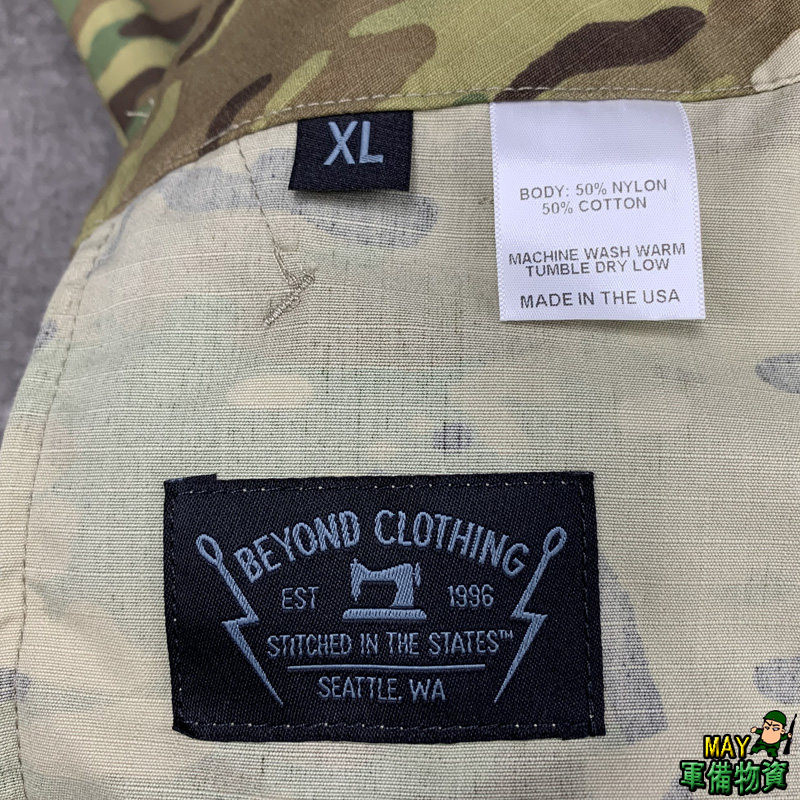 XL
BODY: 50% NYLON
50% COTTON
MACHINE WASH WARM
TUMBLE DRY LOW
MADE IN THE USA
BEYOND CLOTHING
EST 1996
STITCHED IN THE STATES™
SEATTLE, WA
MAY
軍備物資